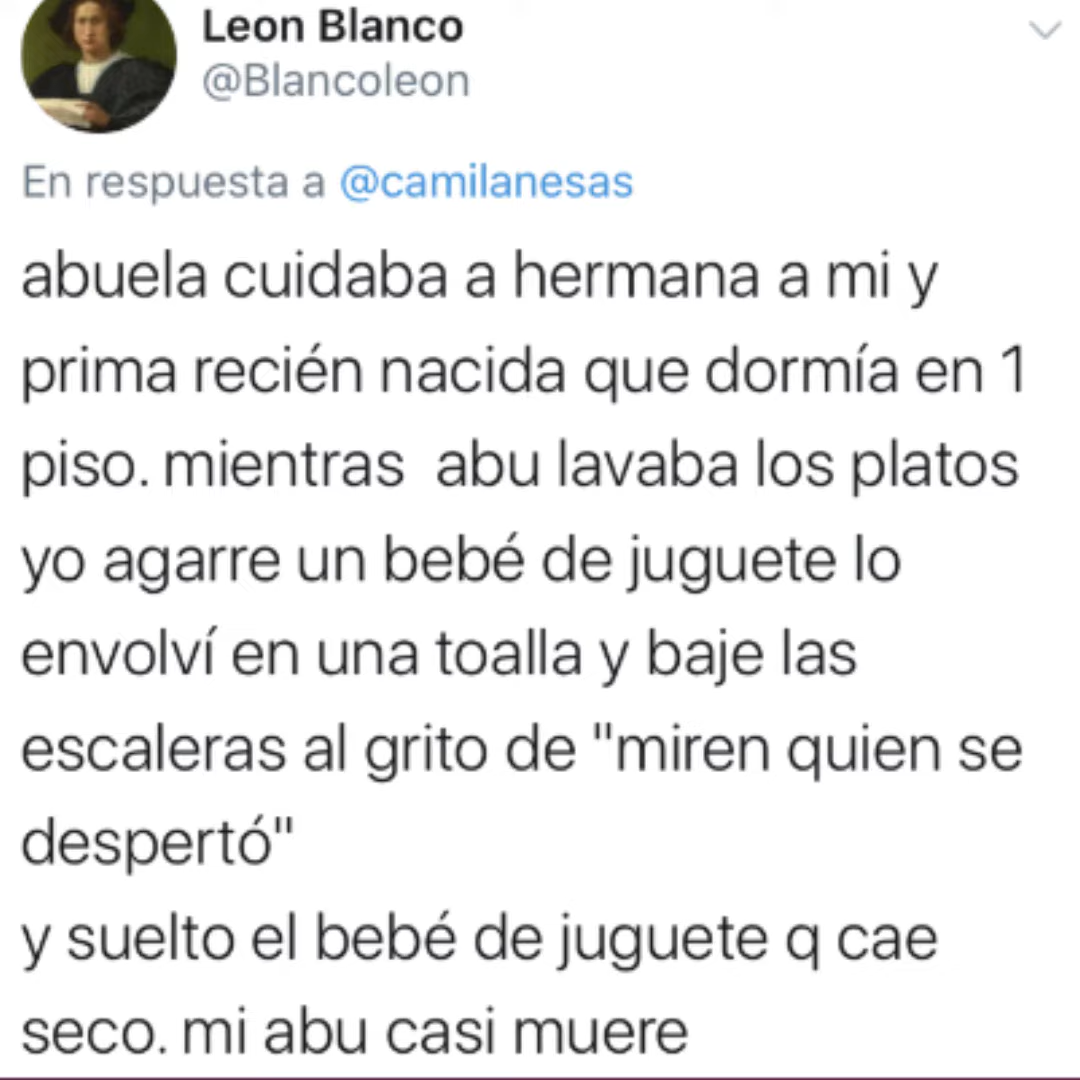 Leon Blanco
@Blancoleon
En respuesta a @camilanesas
abuela cuidaba a hermana a mi y
prima recién nacida que dormía en 1
piso. mientras  abu lavaba los platos
yo agarre un bebé de juguete lo
envolví en una toalla y baje las
escaleras al grito de "miren quien se
despertó"
y suelto el bebé de juguete q cae
seco. mi abu casi muere